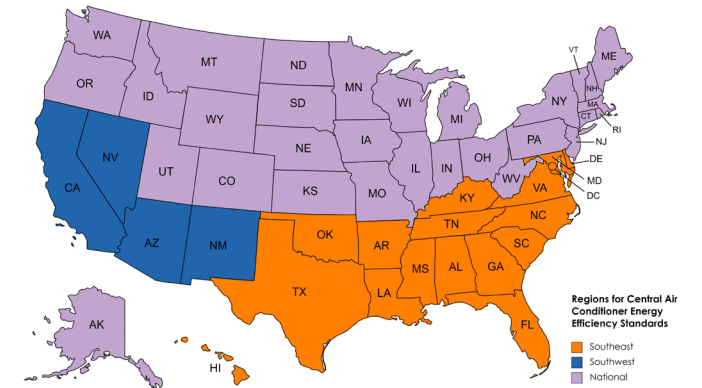 WA
MT
ND
MN
OR
ID
SD
WI
MI
WY
IA
NE
NV
UT
CO
KS
MO
IL
IN
OH
PA
NY
VT
ME
NH
MA
CT
RI
NJ
DE
MD
DC
WV
VA
KY
CA
AZ
NM
OK
AR
TN
NC
SC
TX
LA
MS
AL
GA
FL
AK
HI
Regions for Central Air
Conditioner Energy
Efficiency Standards
Southeast
Southwest
National